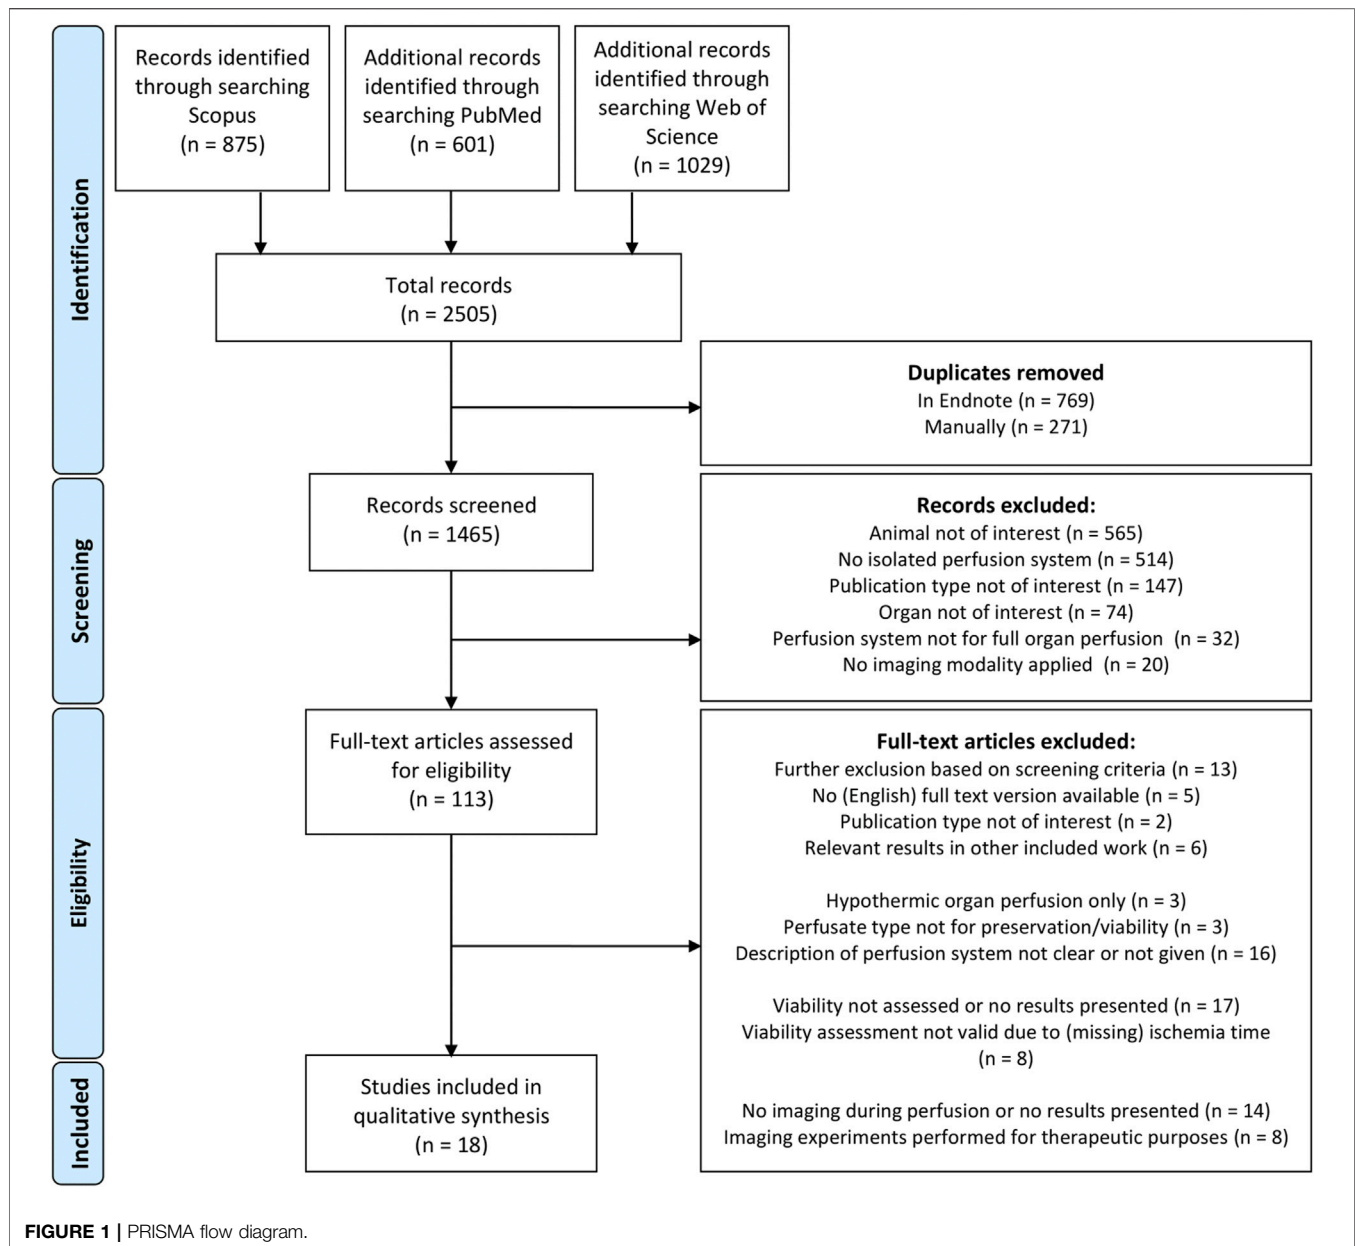 Identification
Records identified
through searching
Scopus
(n = 875)
Additional records
identified through
searching PubMed
(n = 601)
Additional records
identified through
searching Web of
Science
(n = 1029)
Total records
(n = 2505)
Duplicates removed
In Endnote (n = 769)
Manually (n = 271)
Screening
Records screened
(n = 1465)
Records excluded:
Animal not of interest (n = 565)
No isolated perfusion system (n = 514)
Publication type not of interest (n = 147)
Organ not of interest (n = 74)
Perfusion system not for full organ perfusion (n = 32)
No imaging modality applied (n = 20)
Eligibility
Full-text articles assessed
for eligibility
(n = 113)
Full-text articles excluded:
Further exclusion based on screening criteria (n = 13)
No (English) full text version available (n = 5)
Publication type not of interest (n = 2)
Relevant results in other included work (n = 6)
Hypothermic organ perfusion only (n = 3)
Perfusate type not for preservation/viability (n = 3)
Description of perfusion system not clear or not given (n = 16)
Viability not assessed or no results presented (n = 17)
Viability assessment not valid due to (missing) ischemia time
(n = 8)
No imaging during perfusion or no results presented (n = 14)
Imaging experiments performed for therapeutic purposes (n = 8)
Included
Studies included in
qualitative synthesis
(n = 18)
FIGURE 1 | PRISMA flow diagram.